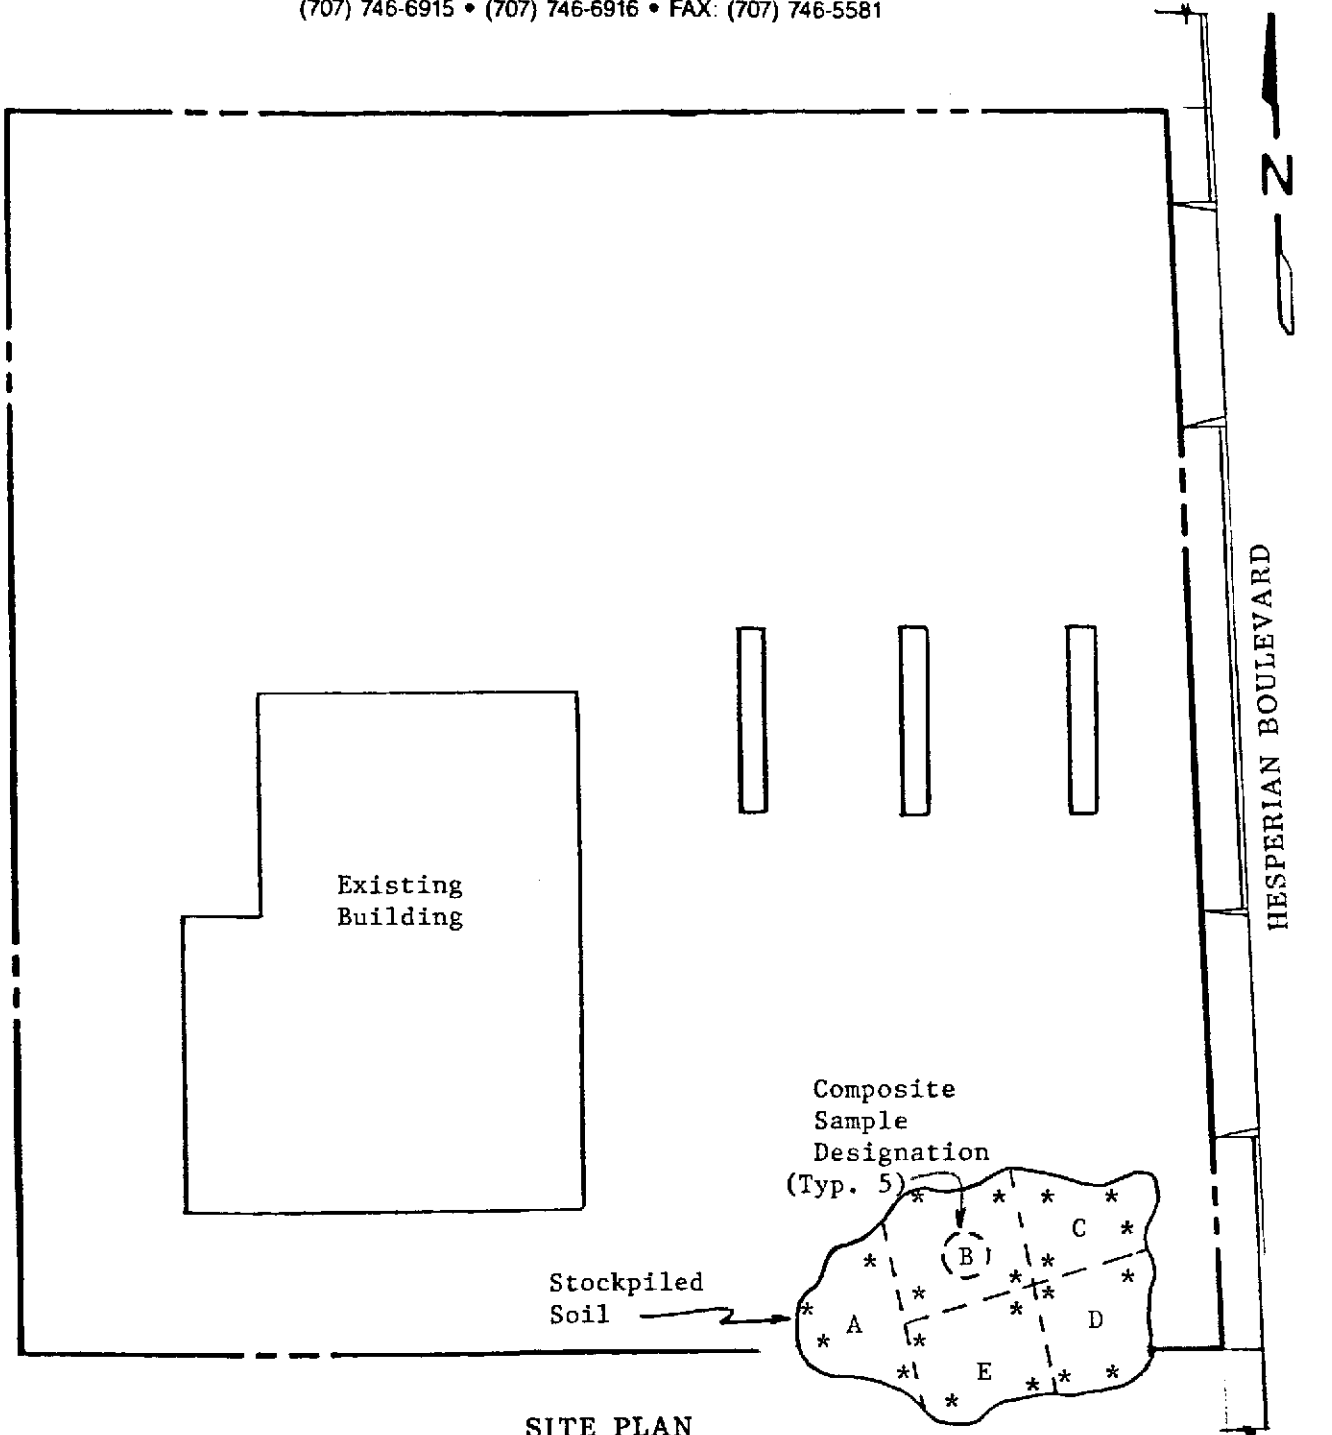 (707) 746-6915 • (707) 746-6916 • FAX: (707) 746-5581
N
HESPERIAN BOULEVARD
Existing
Building
Composite
Sample
Designation
(Typ. 5)
* * * *
C *
B
* *
* *
Stockpiled
Soil
* * *
* *
A
D
* *
E
* * * *
*
SITE PLAN